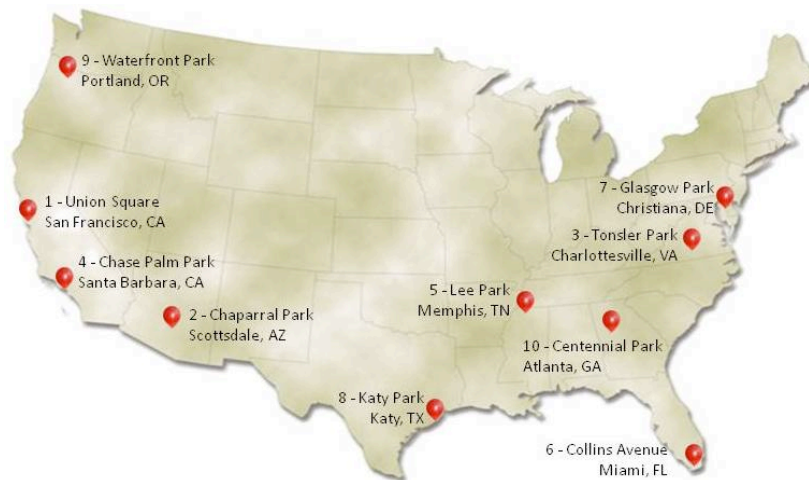 9 - Waterfront Park
Portland, OR
7 - Glasgow Park
Christiana, DE
1 - Union Square
San Francisco, CA
3 - Tonsler Park
Charlottesville, VA
4 - Chase Palm Park
Santa Barbara, CA
5 - Lee Park
Memphis, TN
2 - Chaparral Park
Scottsdale, AZ
10 - Centennial Park
Atlanta, GA
8 - Katy Park
Katy, TX
6 - Collins Avenue
Miami, FL